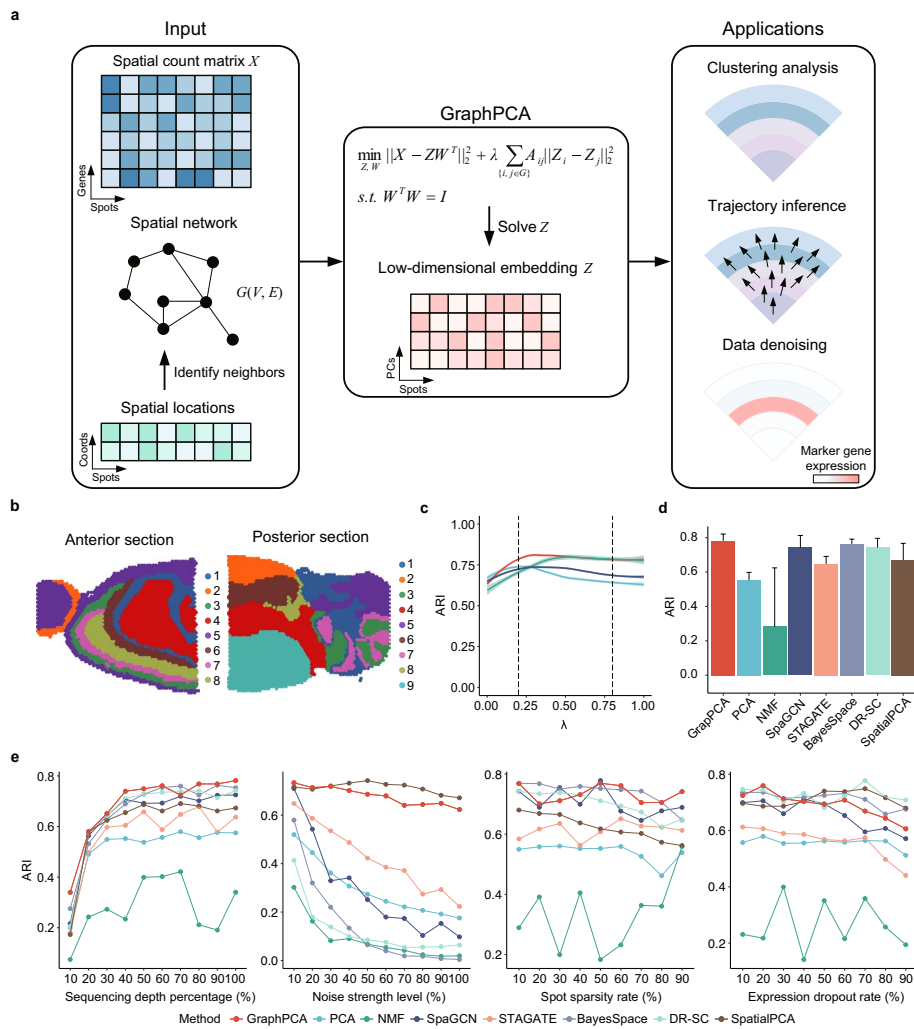 a
Input
Applications
Spatial count matrix X
Genes
Spots
Spatial network
G(V, E)
Identify neighbors
Spatial locations
Coords
Spots
GraphPCA
min ||X − ZW^T||_2^2 + λ ∑ A_ij||Z_i − Z_j||_2^2
Z, W
{i, j∈G}
s.t. W^T W = I
Solve Z
Low-dimensional embedding Z
PCs
Spots
Clustering analysis
Trajectory inference
Data denoising
Marker gene
expression
b
Anterior section
Posterior section
1
2
3
4
5
6
7
8
1
2
3
4
5
6
7
8
9
c
ARI
1.00
0.75
0.50
0.25
0.00
0.00 0.25 0.50 0.75 1.00
λ
d
ARI
0.8
0.6
0.4
0.2
0.0
GrapPCA
PCA
NMF
SpaGCN
STAGATE
BayesSpace
DR-SC
SpatialPCA
e
ARI
0.8
0.6
0.4
0.2
10 20 30 40 50 60 70 80 90 100
Sequencing depth percentage (%)
0.8
0.6
0.4
0.2
0.0
10 20 30 40 50 60 70 80 90 100
Noise strength level (%)
0.8
0.6
0.4
0.2
10 20 30 40 50 60 70 80 90
Spot sparsity rate (%)
0.8
0.6
0.4
0.2
10 20 30 40 50 60 70 80 90
Expression dropout rate (%)
Method GraphPCA PCA NMF SpaGCN STAGATE BayesSpace DR-SC SpatialPCA